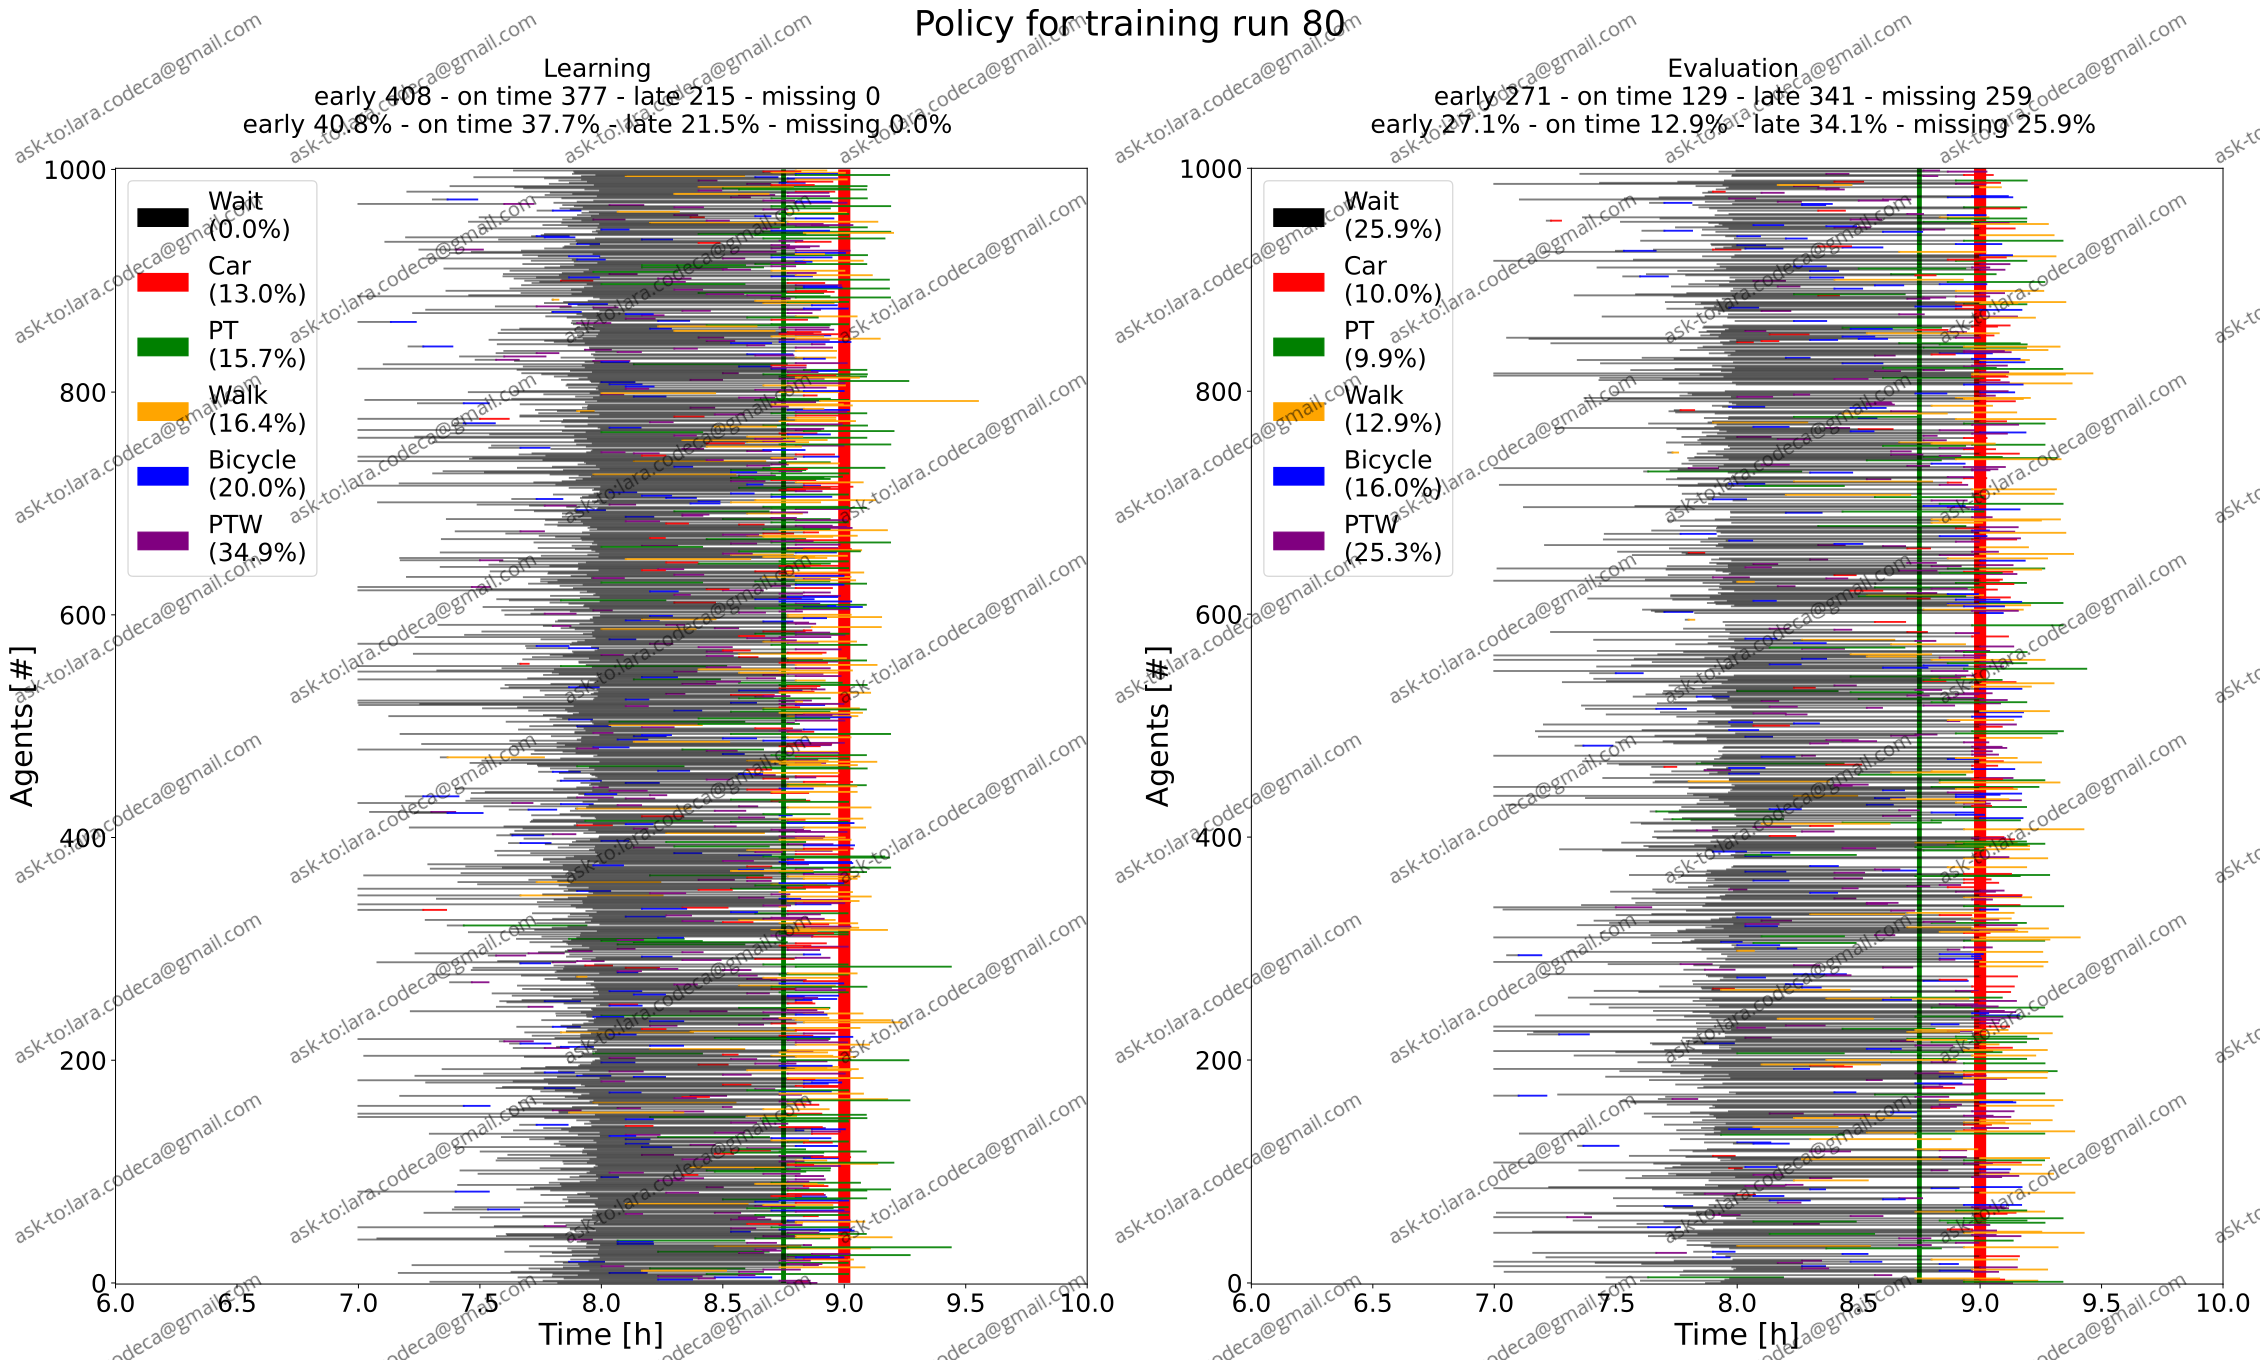 Policy for training run 80
Learning
early 408 - on time 377 - late 215 - missing 0
early 40.8% - on time 37.7% - late 21.5% - missing 0.0%
Agents [#]
1000
800
600
400
200
0
Wait
(0.0%)
Car
(13.0%)
PT
(15.7%)
Walk
(16.4%)
Bicycle
(20.0%)
PTW
(34.9%)
6.0 6.5 7.0 7.5 8.0 8.5 9.0 9.5 10.0
Time [h]
Evaluation
early 271 - on time 129 - late 341 - missing 259
early 27.1% - on time 12.9% - late 34.1% - missing 25.9%
Agents [#]
1000
800
600
400
200
0
Wait
(25.9%)
Car
(10.0%)
PT
(9.9%)
Walk
(12.9%)
Bicycle
(16.0%)
PTW
(25.3%)
6.0 6.5 7.0 7.5 8.0 8.5 9.0 9.5 10.0
Time [h]
ask-to:lara.codeca@gmail.com